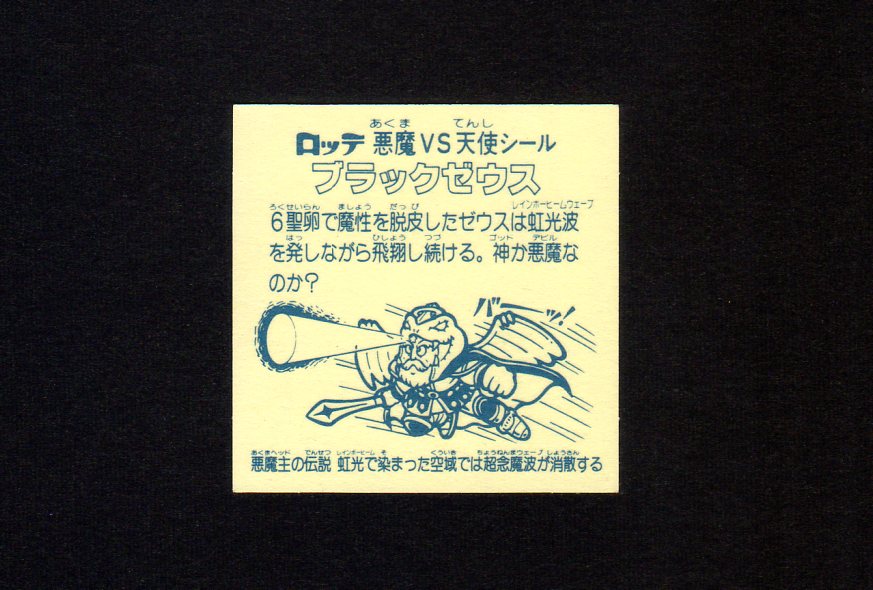 あくま てんし
ロッテ 悪魔VS天使シール
ブラックゼウス
ろくせいらん ましょう だっぴ レインボーヒームウェーブ
6聖卵で魔性を脱皮したゼウスは虹光波
はっ ひしょう つづ ゴット デビル
を発しながら飛翔し続ける。神か悪魔な
のか?
バーーッ!
あくまヘッド でんせつ レインボーヒーム そ くういき ちょうねんまウェーブ しょうさん
悪魔主の伝説 虹光で染まった空域では超念魔波が消散する